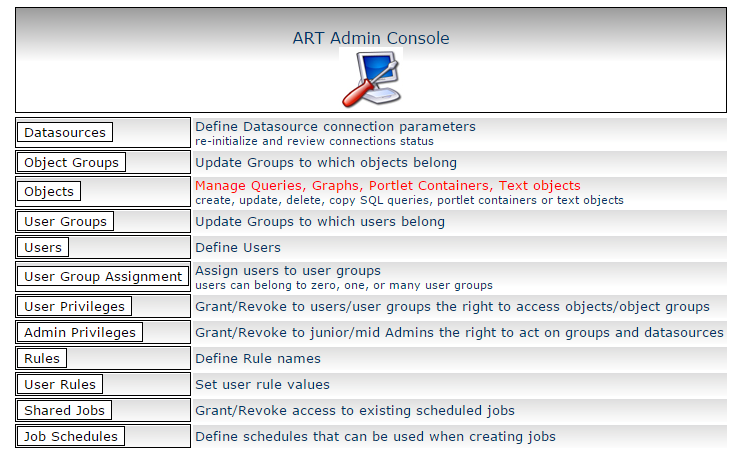 ART Admin Console
Datasources
Define Datasource connection parameters
re-initialize and review connections status
Object Groups
Update Groups to which objects belong
Objects
Manage Queries, Graphs, Portlet Containers, Text objects
create, update, delete, copy SQL queries, portlet containers or text objects
User Groups
Update Groups to which users belong
Users
Define Users
User Group Assignment
Assign users to user groups
users can belong to zero, one, or many user groups
User Privileges
Grant/Revoke to users/user groups the right to access objects/object groups
Admin Privileges
Grant/Revoke to junior/mid Admins the right to act on groups and datasources
Rules
Define Rule names
User Rules
Set user rule values
Shared Jobs
Grant/Revoke access to existing scheduled jobs
Job Schedules
Define schedules that can be used when creating jobs